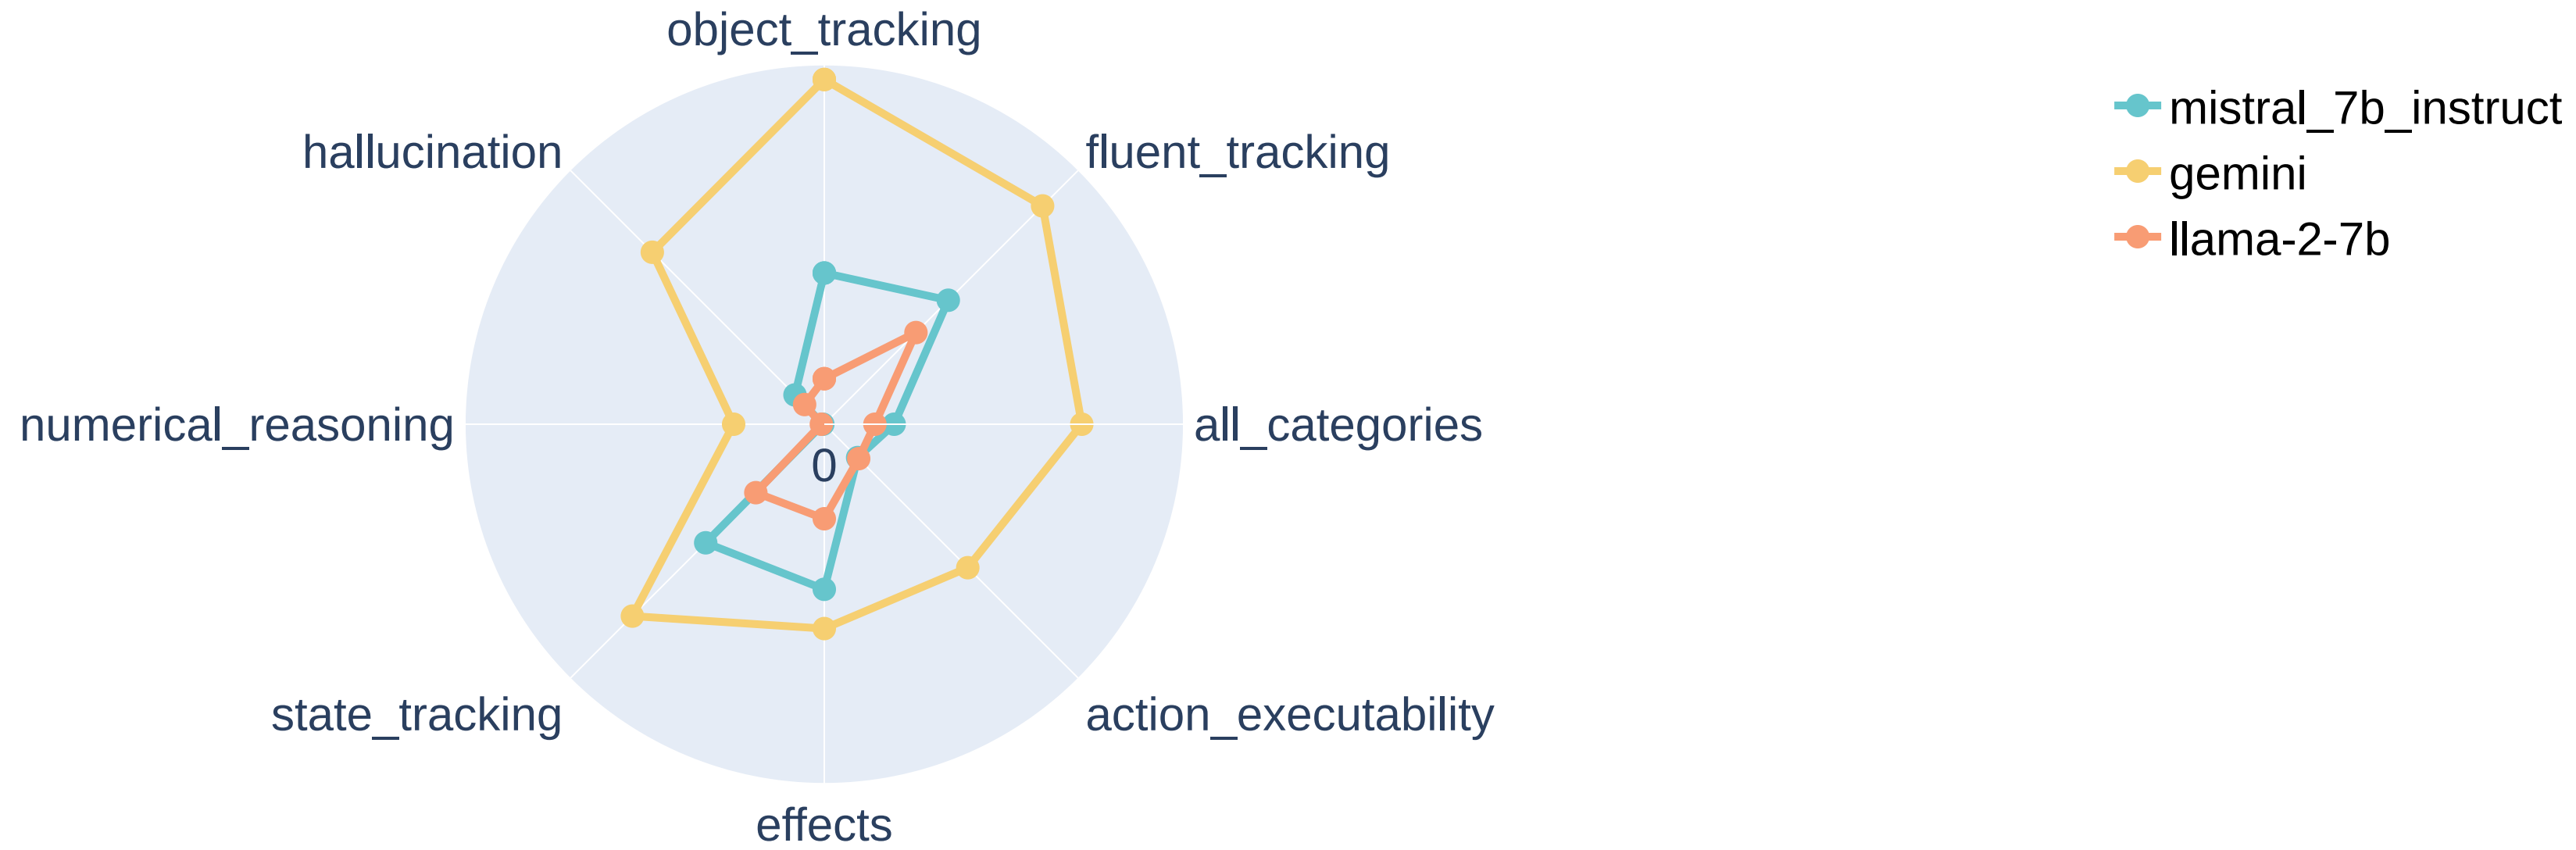 object_tracking
hallucination
fluent_tracking
numerical_reasoning
all_categories
0
state_tracking
action_executability
effects
mistral_7b_instruct
gemini
llama-2-7b